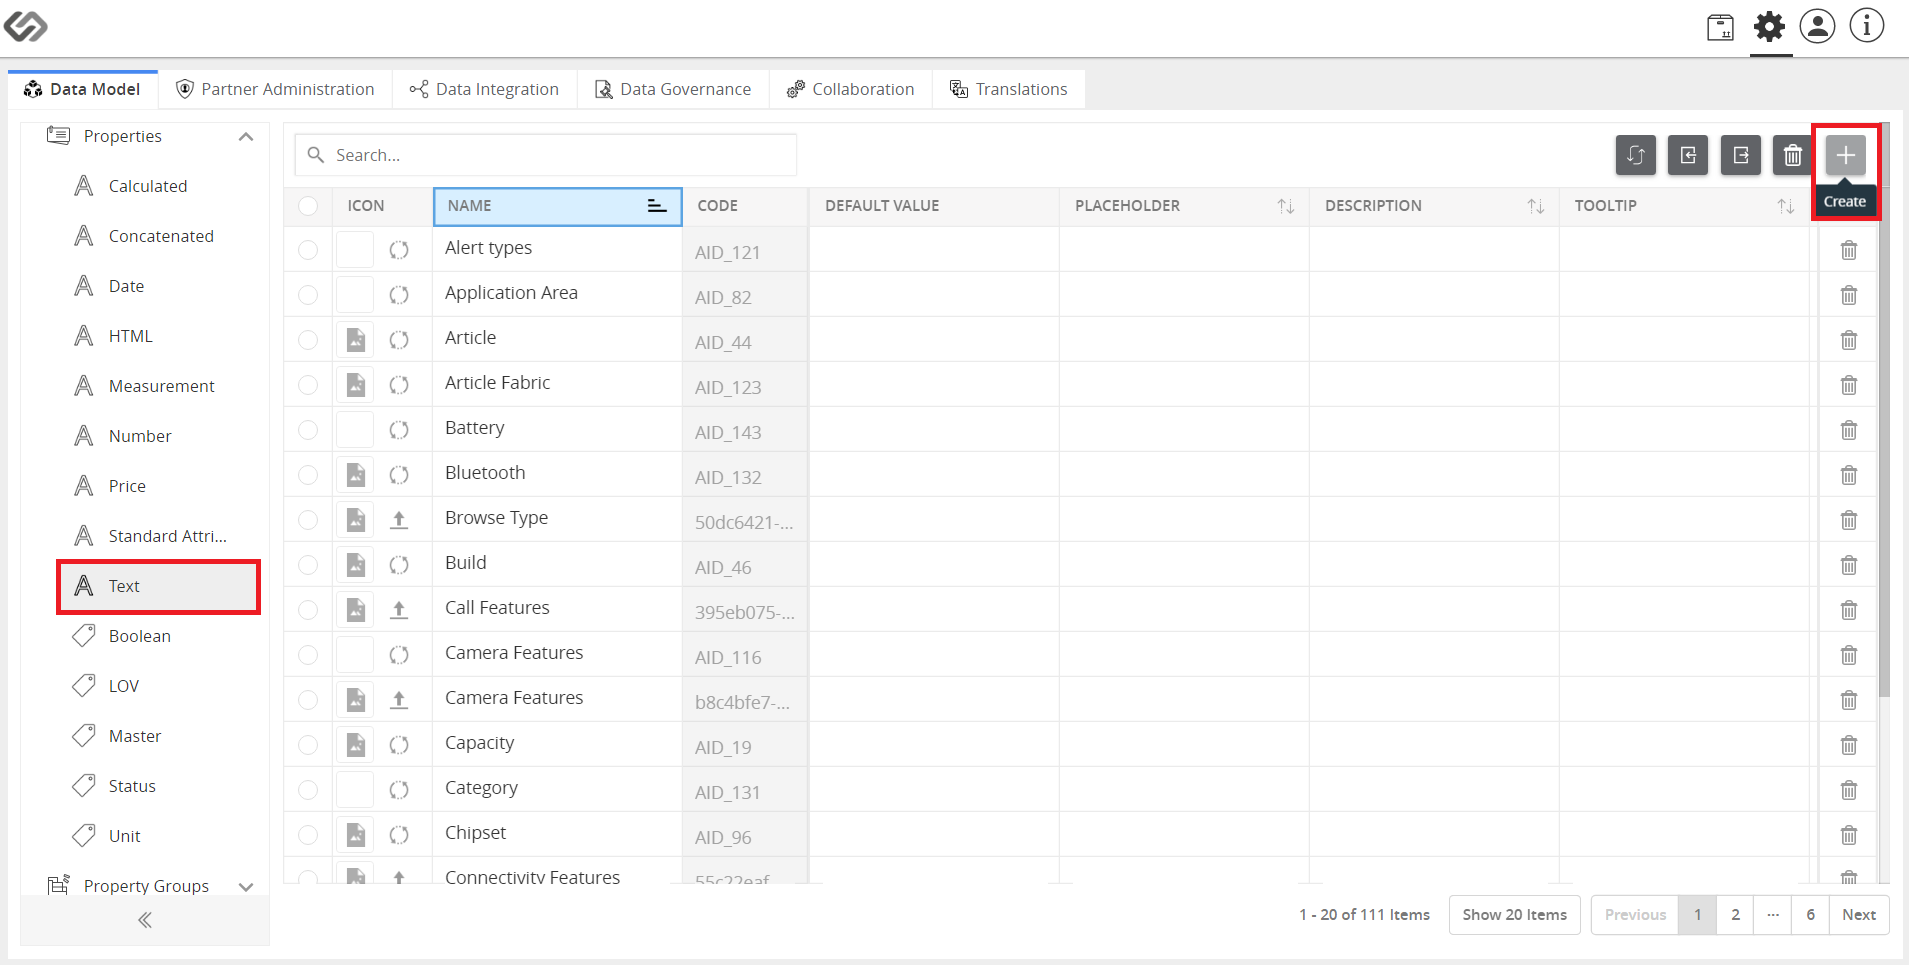 Data Model
Partner Administration
Data Integration
Data Governance
Collaboration
Translations
Properties
Calculated
Concatenated
Date
HTML
Measurement
Number
Price
Standard Attri...
Text
Boolean
LOV
Master
Status
Unit
Property Groups
Search...
Create
ICON NAME CODE DEFAULT VALUE PLACEHOLDER DESCRIPTION TOOLTIP
Alert types AID_121
Application Area AID_82
Article AID_44
Article Fabric AID_123
Battery AID_143
Bluetooth AID_132
Browse Type 50dc6421-...
Build AID_46
Call Features 395eb075-...
Camera Features AID_116
Camera Features b8c4bfe7-...
Capacity AID_19
Category AID_131
Chipset AID_96
Connectivity Features 55c22eaf
1 - 20 of 111 Items Show 20 Items Previous 1 2 ... 6 Next